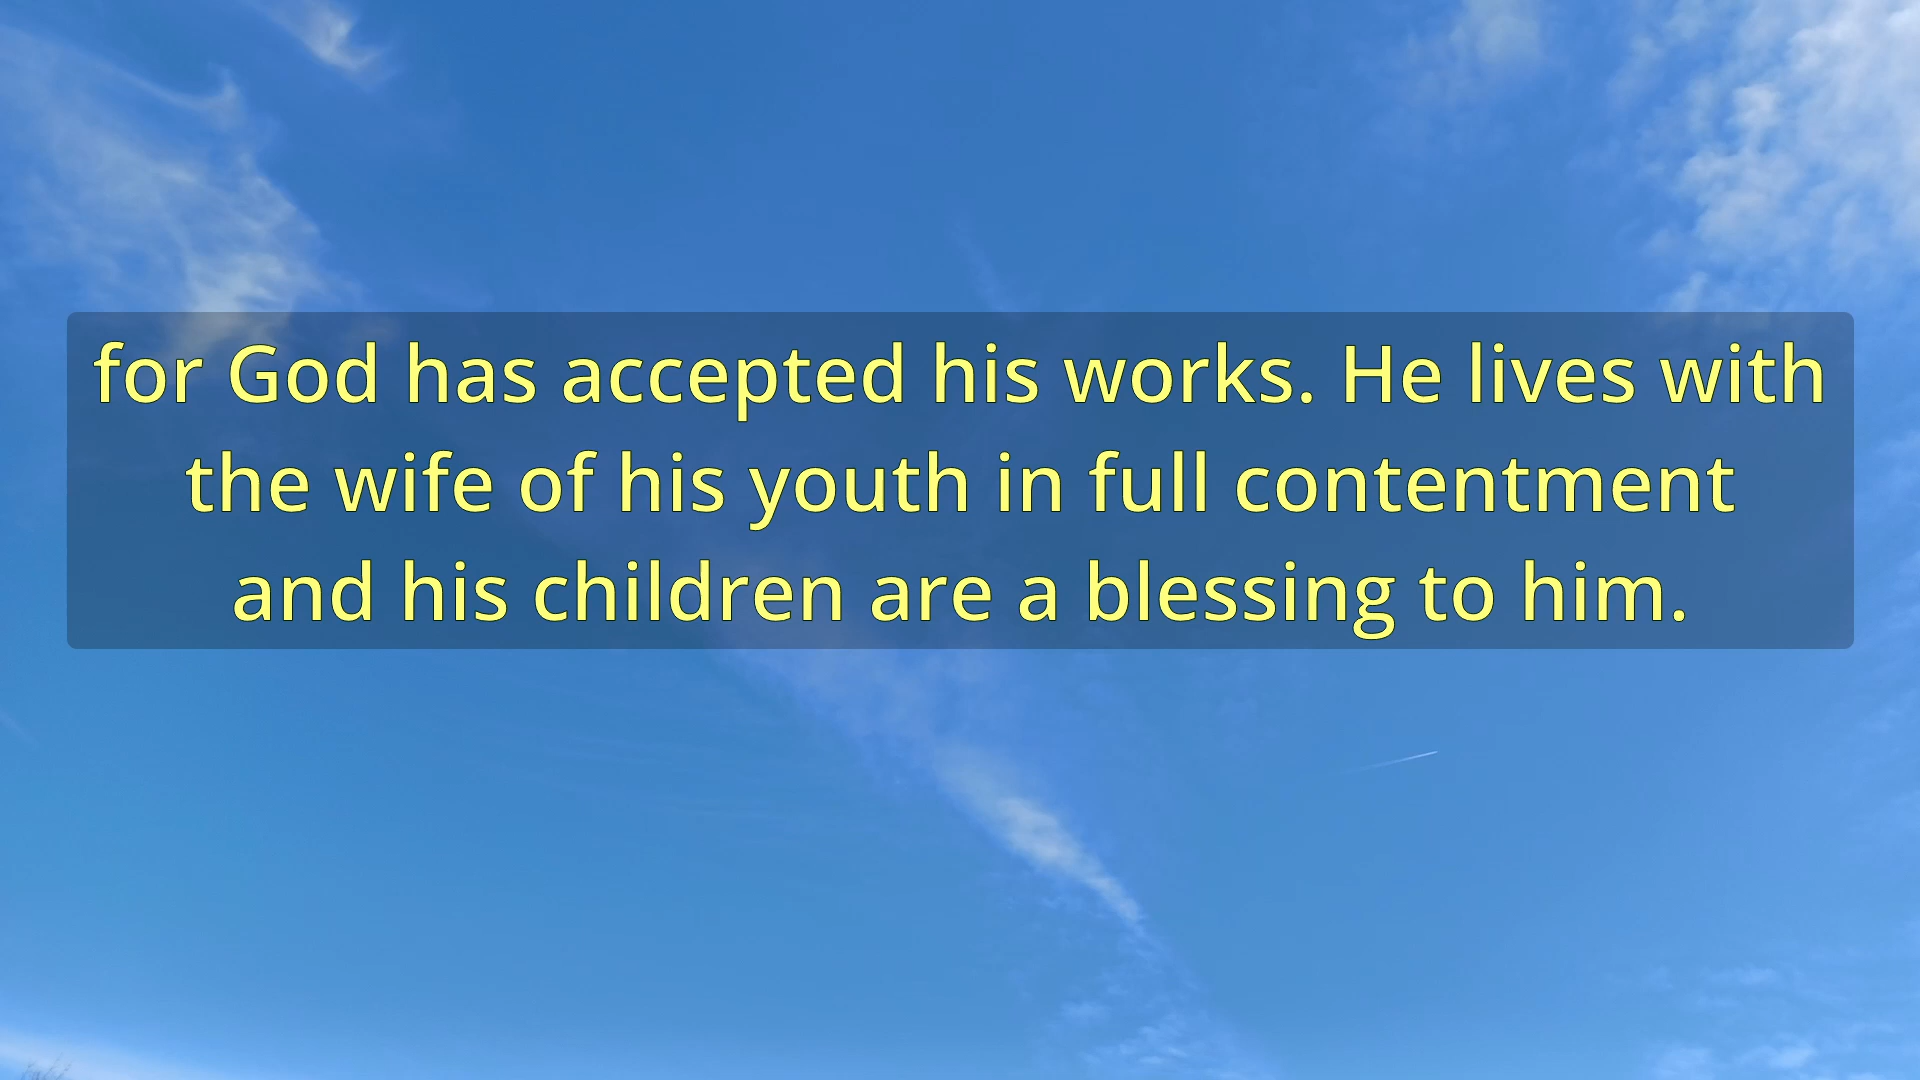 for God has accepted his works. He lives with
the wife of his youth in full contentment
and his children are a blessing to him.